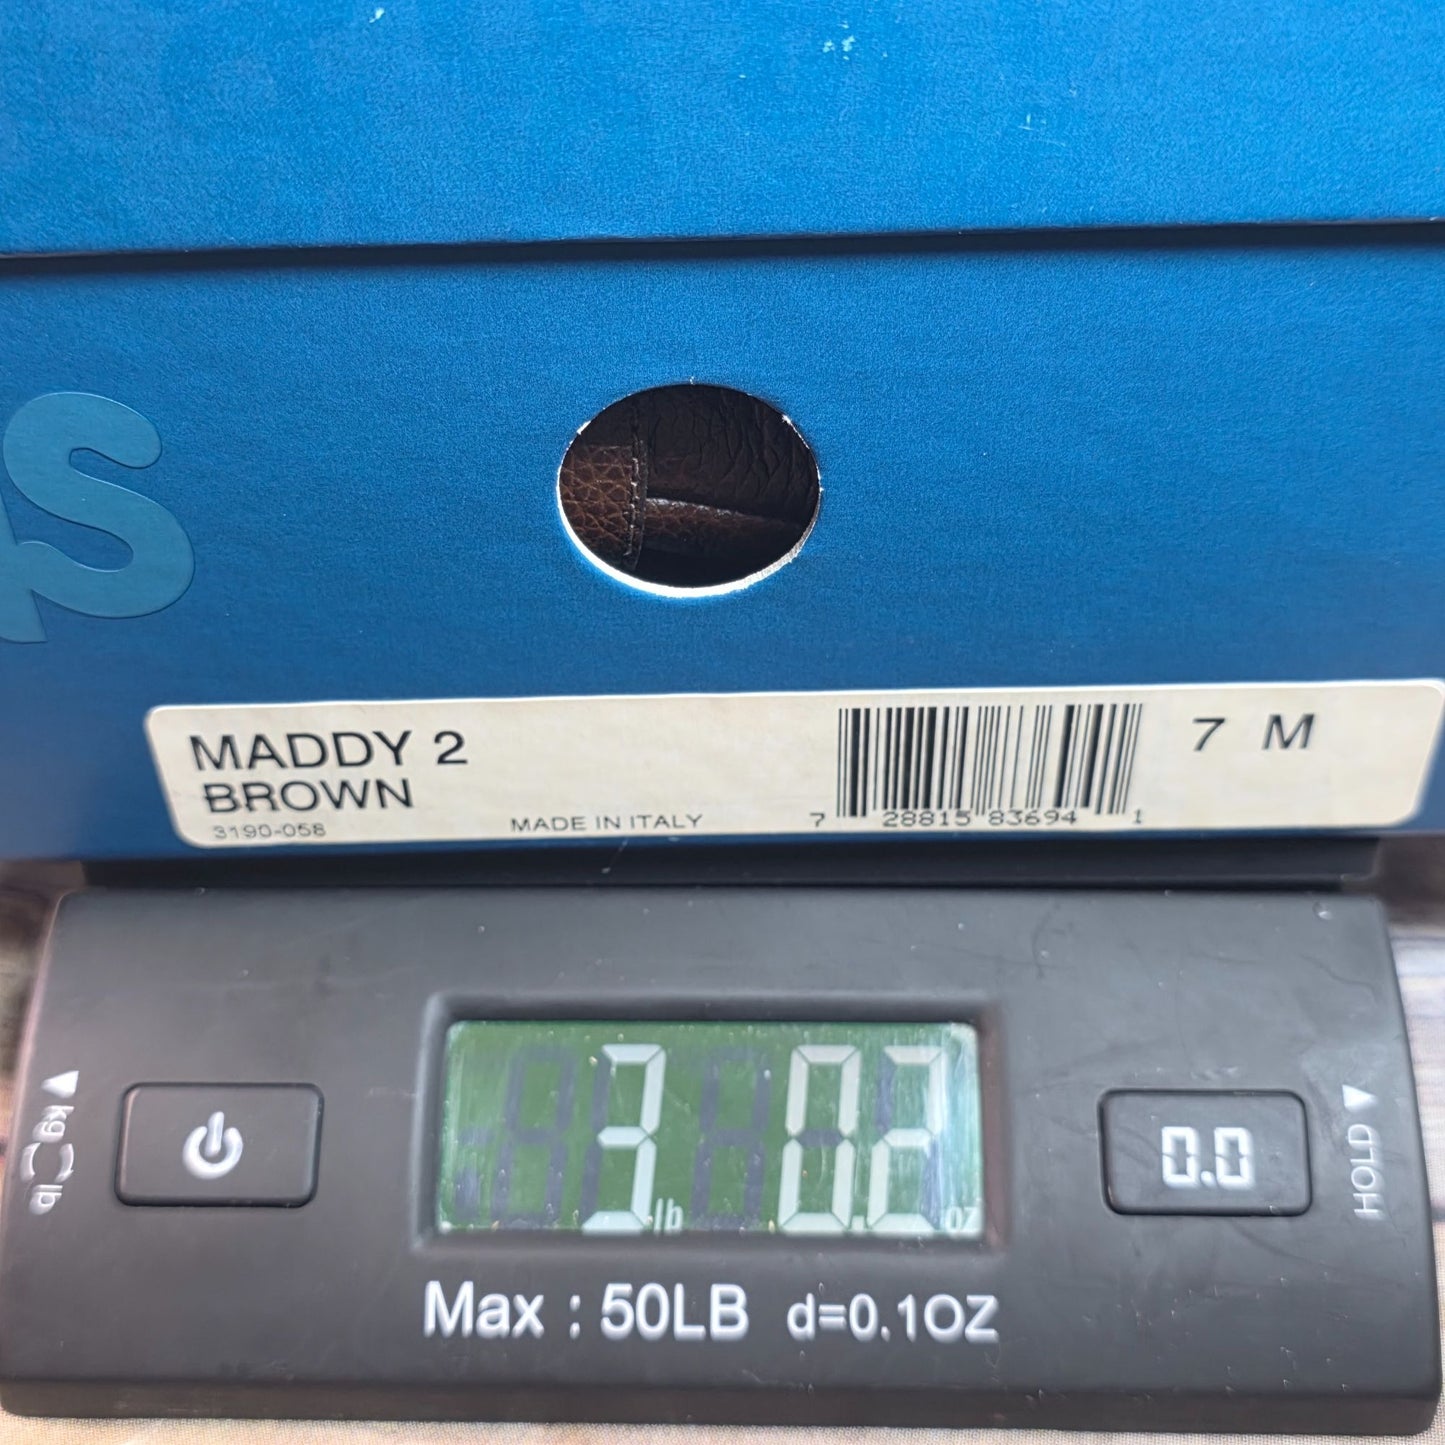 s
MADDY 2
BROWN
3190-058
MADE IN ITALY
7 28815 83694 1
7 M
3 lb 0.2 oz
kg lb
0.0
HOLD
Max : 50LB d=0.1OZ